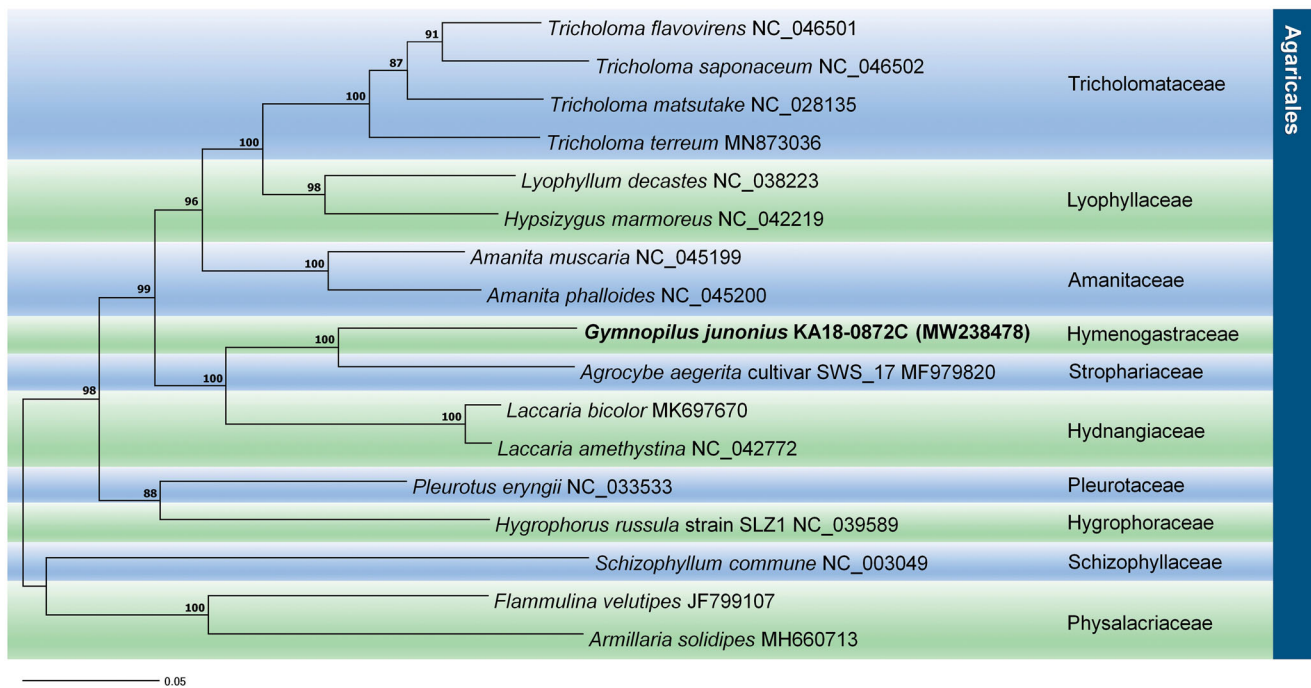 Agaricales
91
Tricholoma flavovirens NC_046501
87
Tricholoma saponaceum NC_046502
Tricholomataceae
100
Tricholoma matsutake NC_028135
100
Tricholoma terreum MN873036
98
Lyophyllum decastes NC_038223
Lyophyllaceae
96
Hypsizygus marmoreus NC_042219
100
Amanita muscaria NC_045199
Amanitaceae
99
Amanita phalloides NC_045200
100
Gymnopilus junonius KA18-0872C (MW238478)
Hymenogastraceae
100
Agrocybe aegerita cultivar SWS_17 MF979820
Strophariaceae
98
100
Laccaria bicolor MK697670
Hydnangiaceae
Laccaria amethystina NC_042772
88
Pleurotus eryngii NC_033533
Pleurotaceae
Hygrophorus russula strain SLZ1 NC_039589
Hygrophoraceae
Schizophyllum commune NC_003049
Schizophyllaceae
100
Flammulina velutipes JF799107
Physalacriaceae
Armillaria solidipes MH660713
0.05